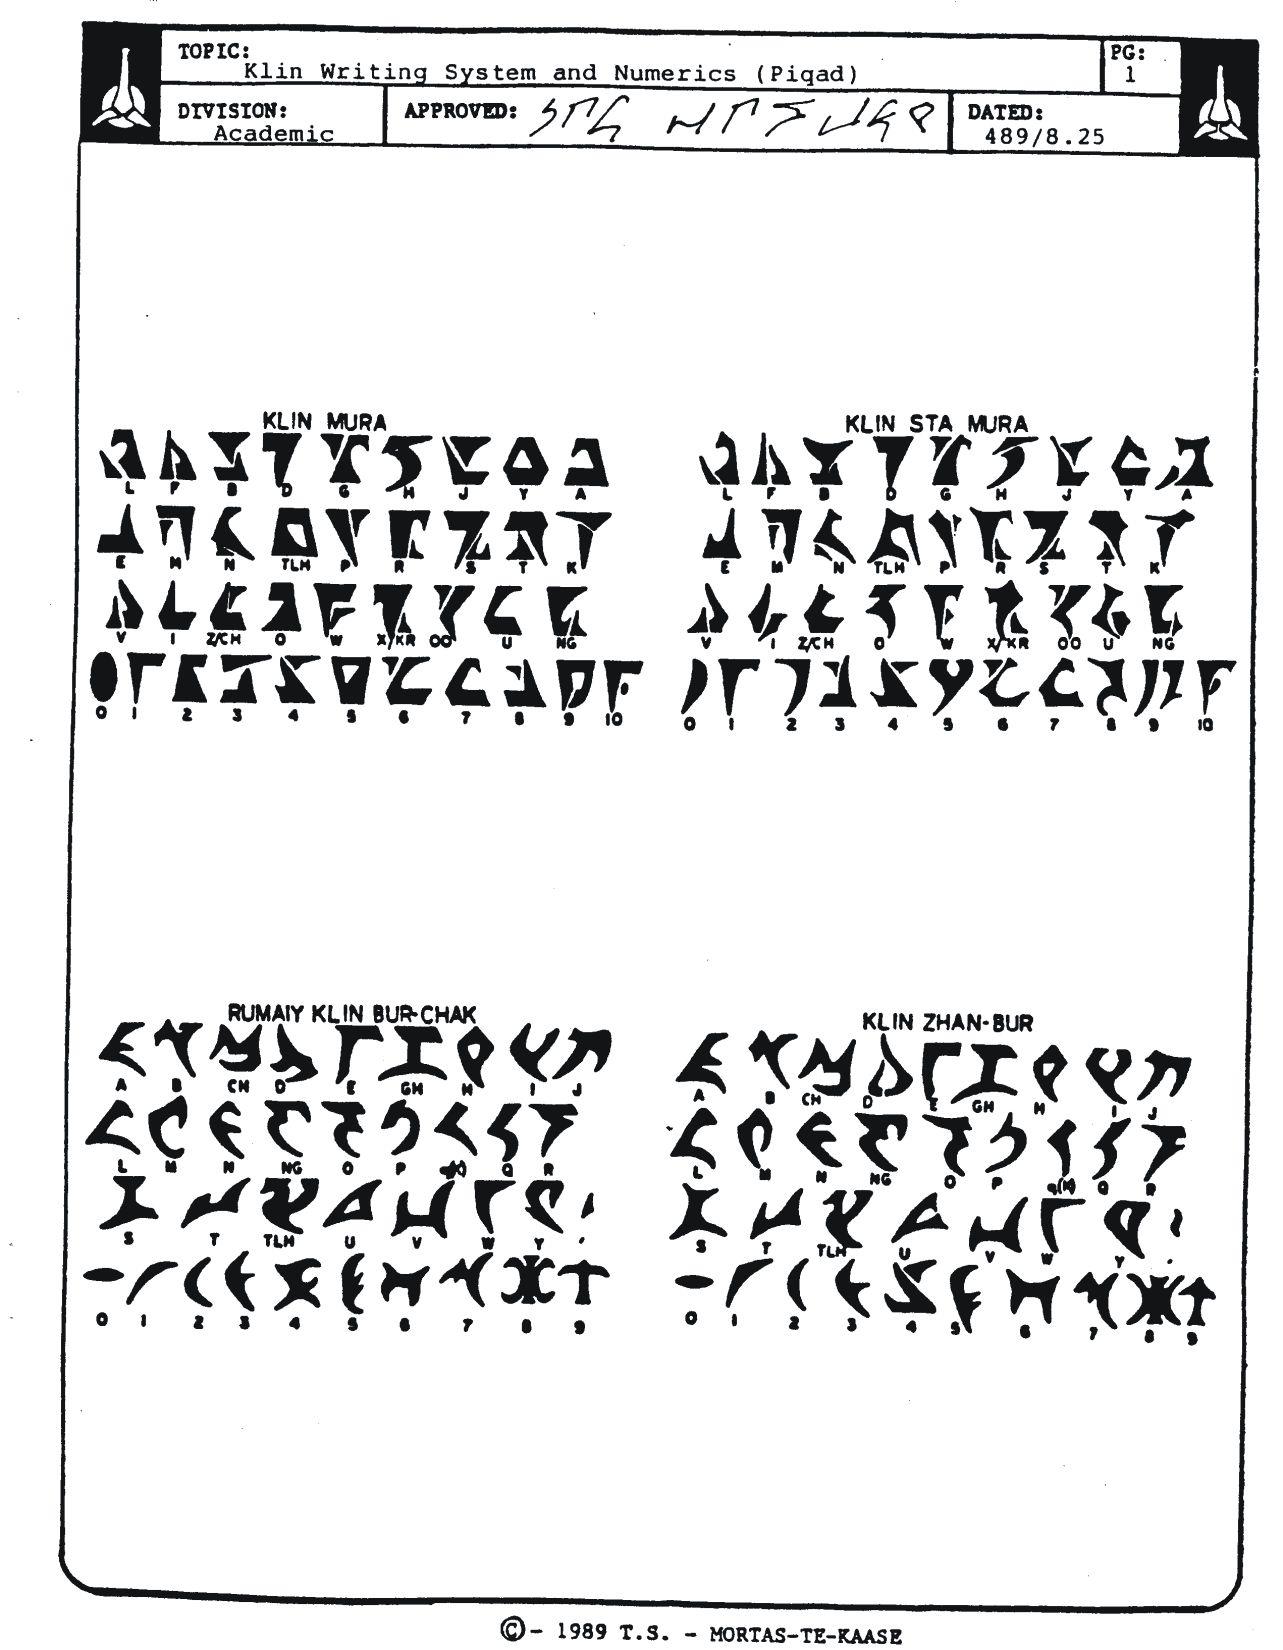 TOPIC:
Klin Writing System and Numerics (Piqad)
PG:
1
DIVISION:
Academic
APPROVED:
DATED:
489/8.25
KLIN MURA
L F B D G H J Y A
E M N TLH P R S T K
V I Z/CH O W X/KR OO U NG
0 1 2 3 4 5 6 7 8 9 10
KLIN STA MURA
L F B D G H J Y A
E M N TLH P R S T K
V I Z/CH O W X/KR OO U NG
0 1 2 3 4 5 6 7 8 9 10
RUMAIY KLIN BUR-CHAK
A B CH D E GH H I J
L M N NG O P q(K) Q R
S T TLH U V W Y '
0 1 2 3 4 5 6 7 8 9
KLIN ZHAN-BUR
A B CH D E GH H I J
L M N NG O P q(K) Q R
S T TLH U V W Y '
0 1 2 3 4 5 6 7 8 9
©- 1989 T.S. - MORTAS-TE-KAASE